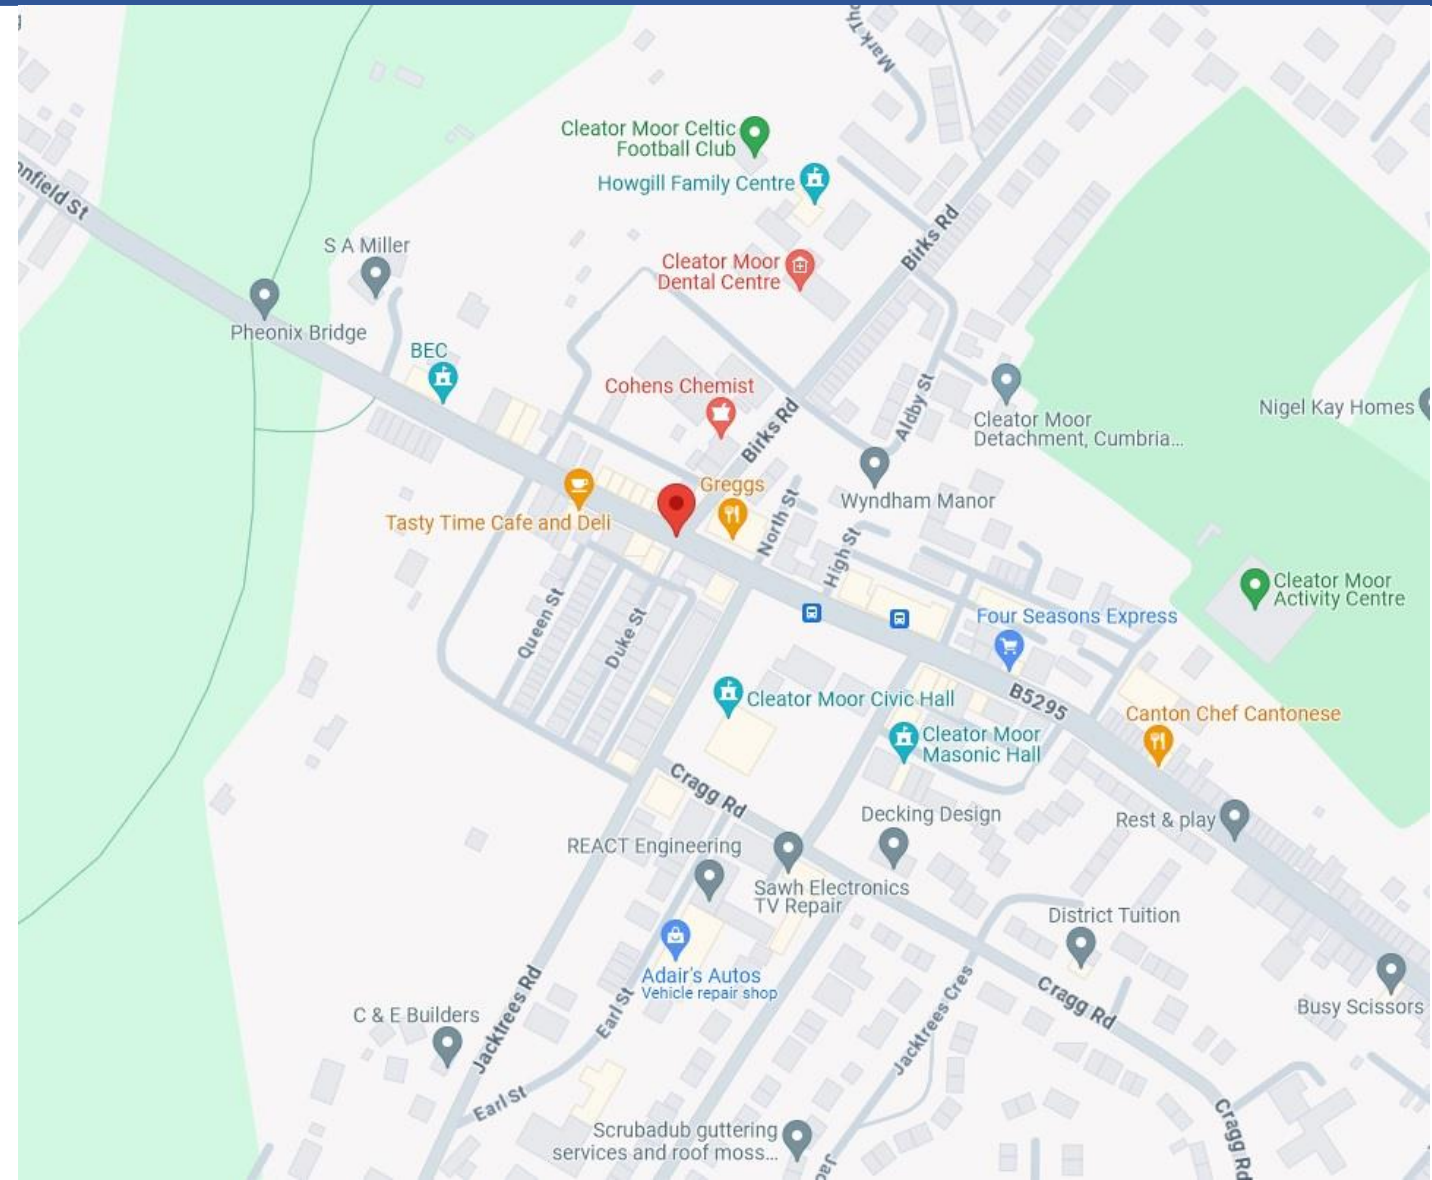 Mark Tho
Cleator Moor Celtic
Football Club
Howgill Family Centre
onfield St
Birks Rd
S A Miller
Cleator Moor
Dental Centre
Pheonix Bridge
BEC
Cohens Chemist
Birks Rd
Aldby St
Cleator Moor
Detachment, Cumbria...
Nigel Kay Homes
Greggs
Wyndham Manor
Tasty Time Cafe and Deli
North St
High St
Cleator Moor
Activity Centre
Queen St
Duke St
Four Seasons Express
B5295
Cleator Moor Civic Hall
Canton Chef Cantonese
Cleator Moor
Masonic Hall
Cragg Rd
Decking Design
Rest & play
REACT Engineering
Sawh Electronics
TV Repair
District Tuition
Adair's Autos
Vehicle repair shop
Jacktrees Rd
Earl St
Jacktrees Cres
Cragg Rd
Busy Scissors
C & E Builders
Earl St
Scrubadub guttering
services and roof moss...
Jac
Cragg Rd